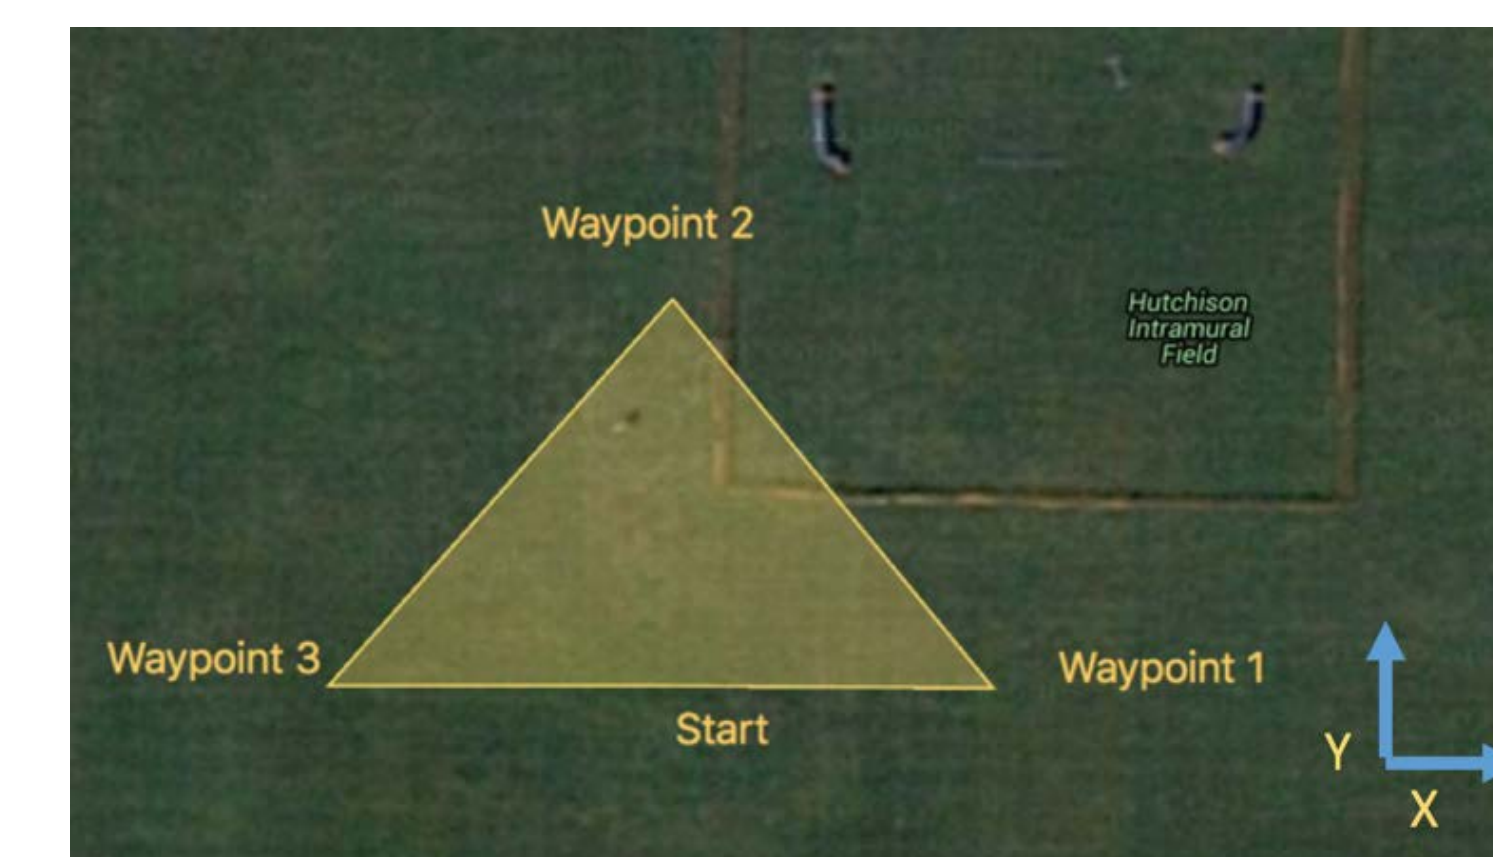 Waypoint 2
Hutchison
Intramural
Field
Waypoint 3
Waypoint 1
Start
Y
X